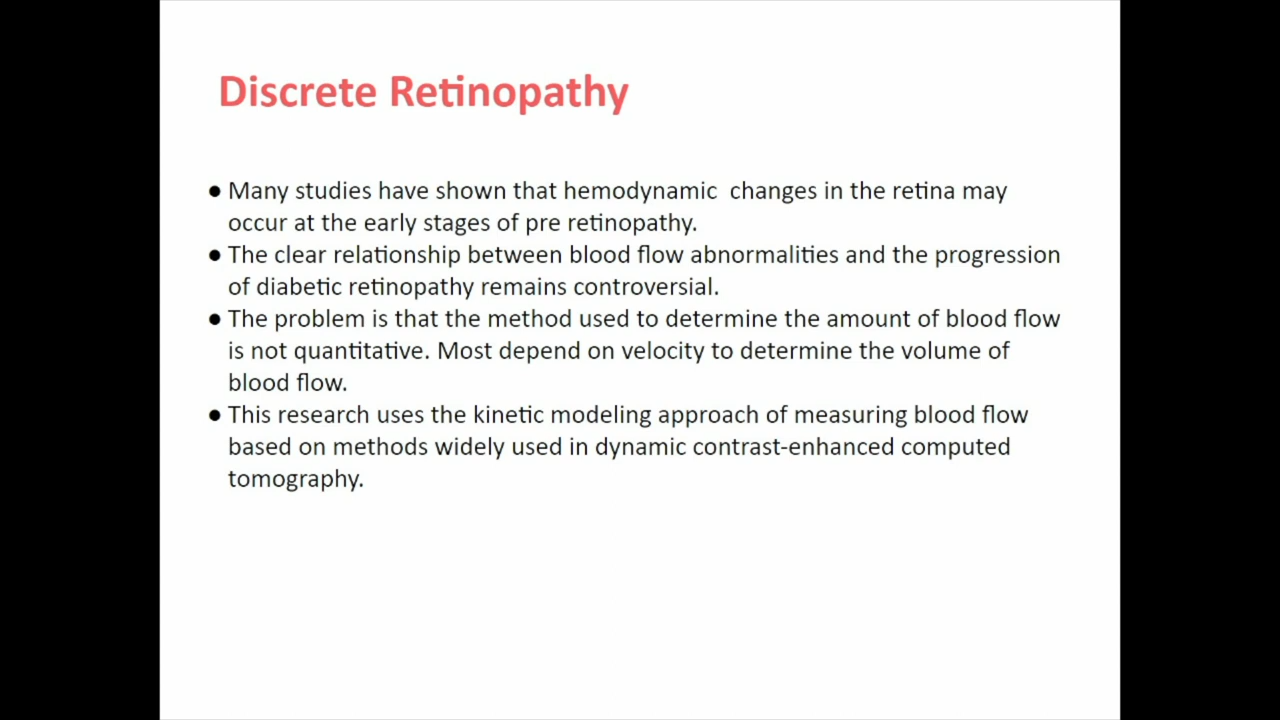 Discrete Retinopathy
● Many studies have shown that hemodynamic  changes in the retina may
occur at the early stages of pre retinopathy.
● The clear relationship between blood flow abnormalities and the progression
of diabetic retinopathy remains controversial.
● The problem is that the method used to determine the amount of blood flow
is not quantitative. Most depend on velocity to determine the volume of
blood flow.
● This research uses the kinetic modeling approach of measuring blood flow
based on methods widely used in dynamic contrast-enhanced computed
tomography.